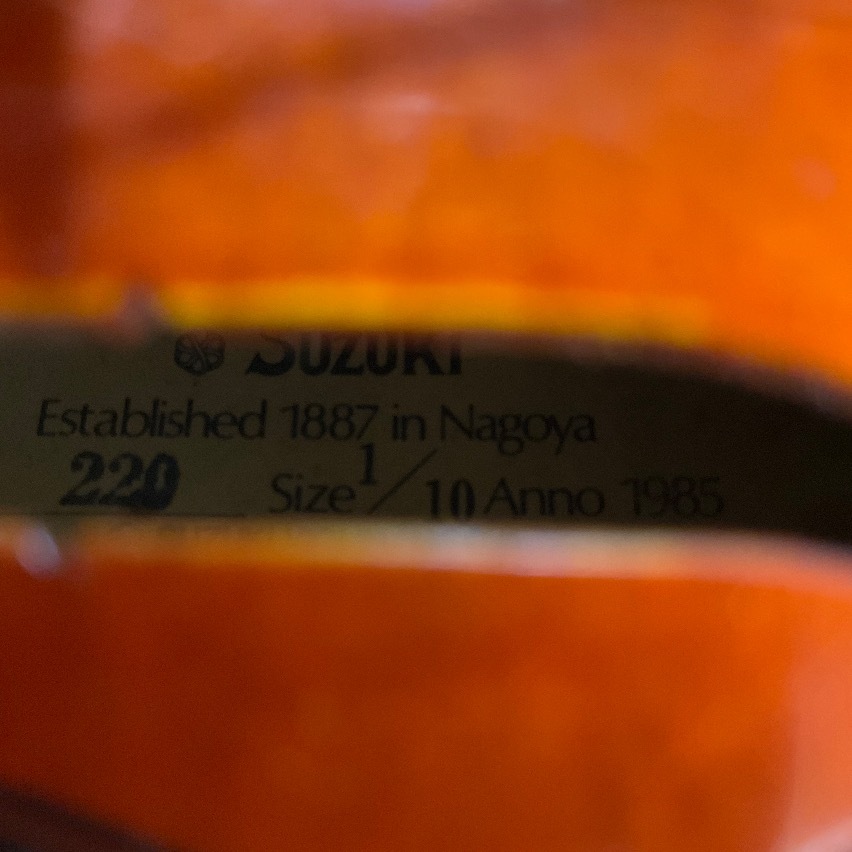 SUZUKI
Established 1887 in Nagoya
220 Size 1/10 Anno 1985